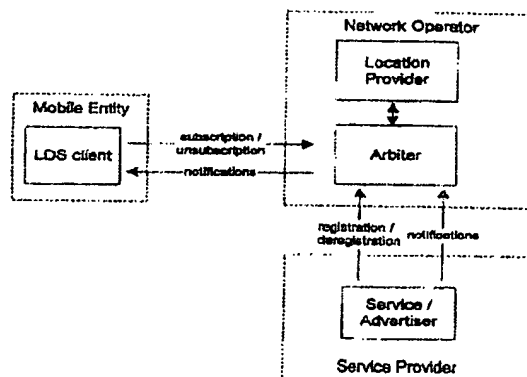 Network Operator
Location
Provider
Mobile Entity
LDS client
subscription /
unsubscription
notifications
Arbiter
registration /
deregistration
notifications
Service /
Advertiser
Service Provider